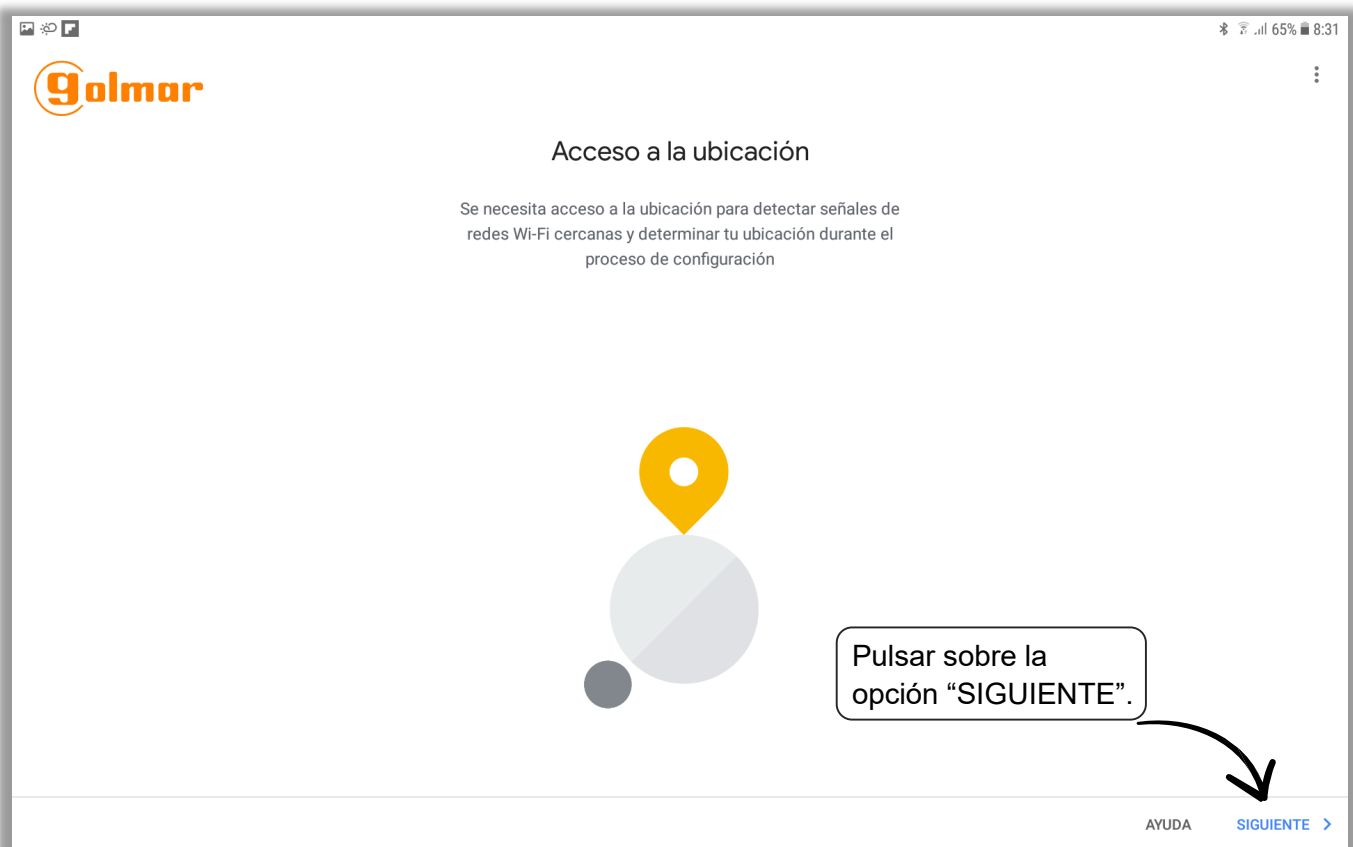 65% 8:31
golmar
Acceso a la ubicación
Se necesita acceso a la ubicación para detectar señales de
redes Wi-Fi cercanas y determinar tu ubicación durante el
proceso de configuración
Pulsar sobre la
opción “SIGUIENTE”.
AYUDA SIGUIENTE